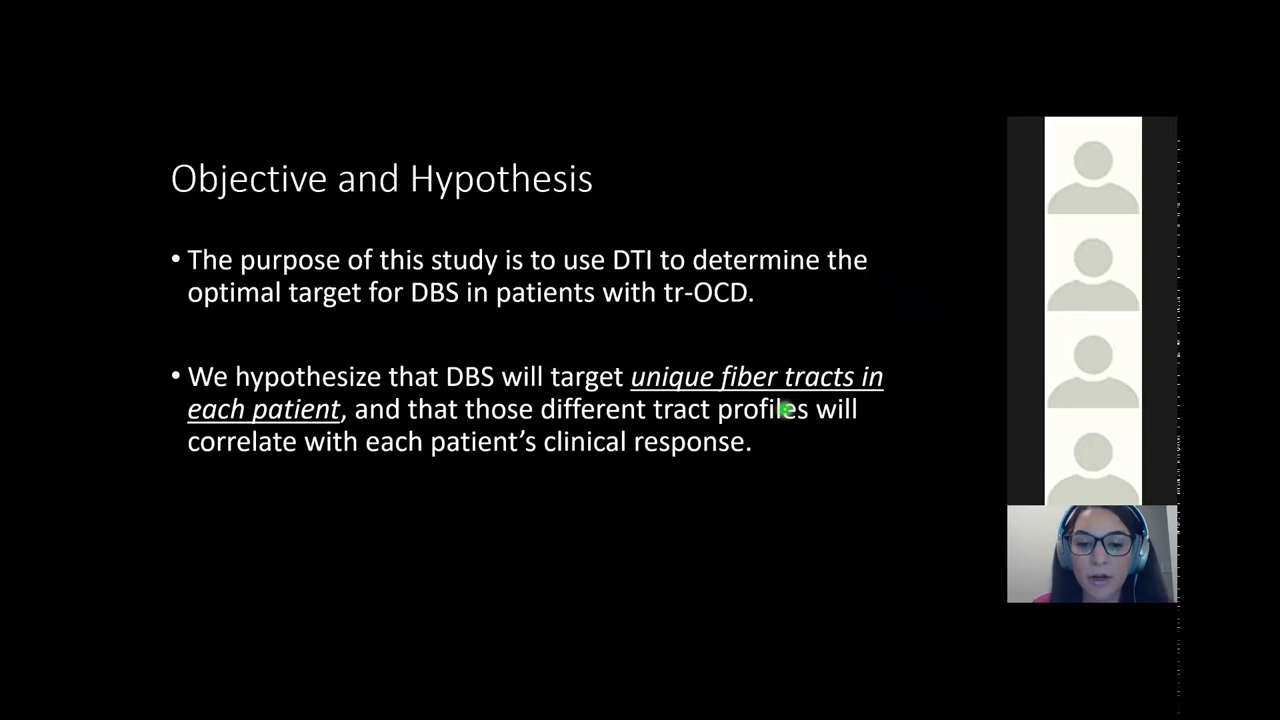 Objective and Hypothesis
• The purpose of this study is to use DTI to determine the
optimal target for DBS in patients with tr-OCD.
• We hypothesize that DBS will target unique fiber tracts in
each patient, and that those different tract profiles will
correlate with each patient’s clinical response.